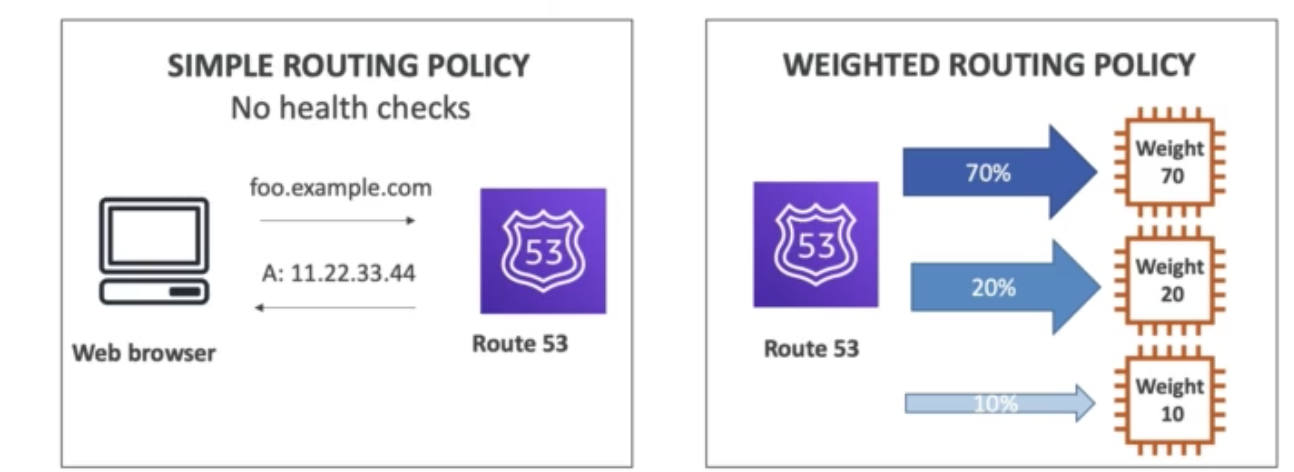 SIMPLE ROUTING POLICY
No health checks
foo.example.com
53
A: 11.22.33.44
Web browser
Route 53
WEIGHTED ROUTING POLICY
70%
Weight
70
53
20%
Weight
20
Route 53
10%
Weight
10